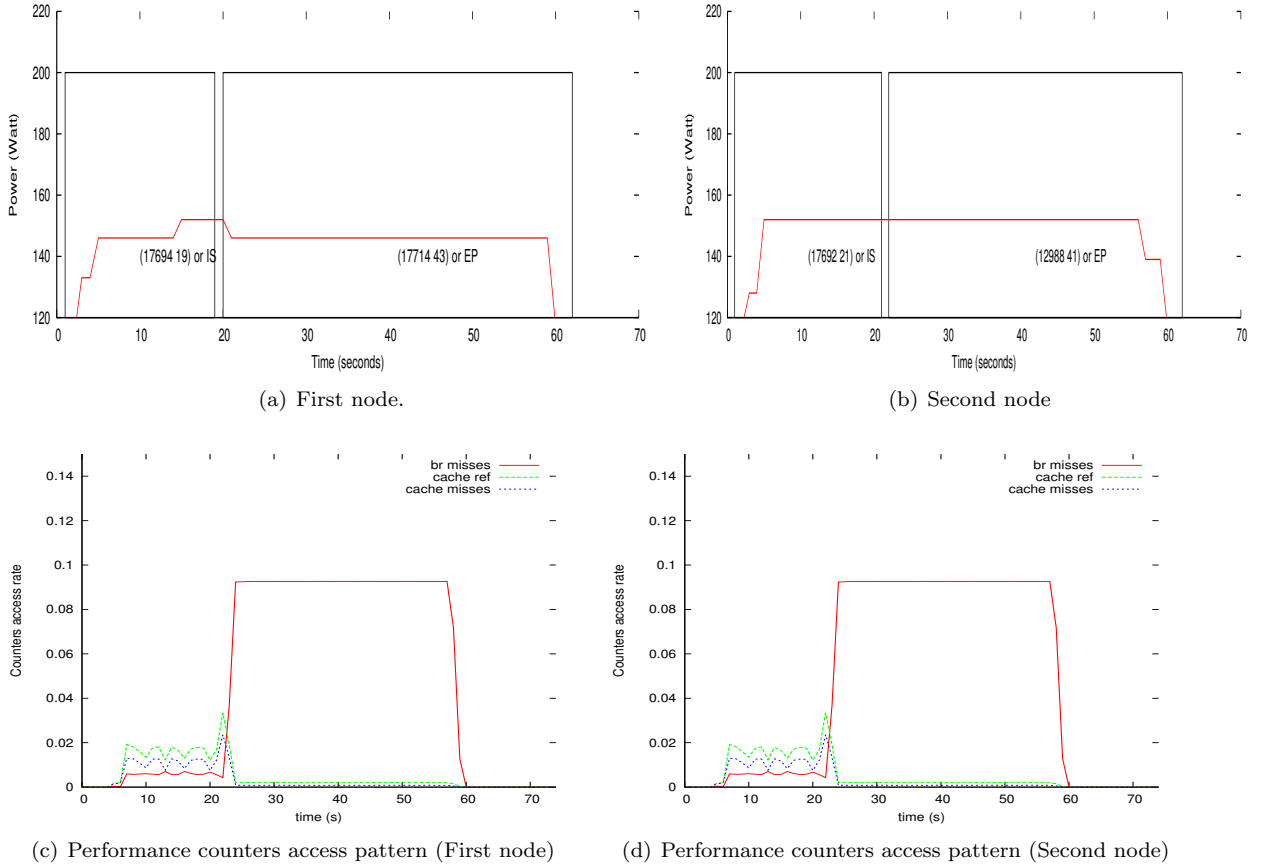 220
200
180
160
140
120
Power (Watt)
(17694 19) or IS
(17714 43) or EP
0
10
20
30
40
50
60
70
Time (seconds)
(a) First node.
220
200
180
160
140
120
Power (Watt)
(17692 21) or IS
(12988 41) or EP
0
10
20
30
40
50
60
70
Time (seconds)
(b) Second node
0.14
0.12
0.1
0.08
0.06
0.04
0.02
0
Counters access rate
br misses
cache ref
cache misses
0
10
20
30
40
50
60
70
time (s)
(c) Performance counters access pattern (First node)
0.14
0.12
0.1
0.08
0.06
0.04
0.02
0
Counters access rate
br misses
cache ref
cache misses
0
10
20
30
40
50
60
70
time (s)
(d) Performance counters access pattern (Second node)